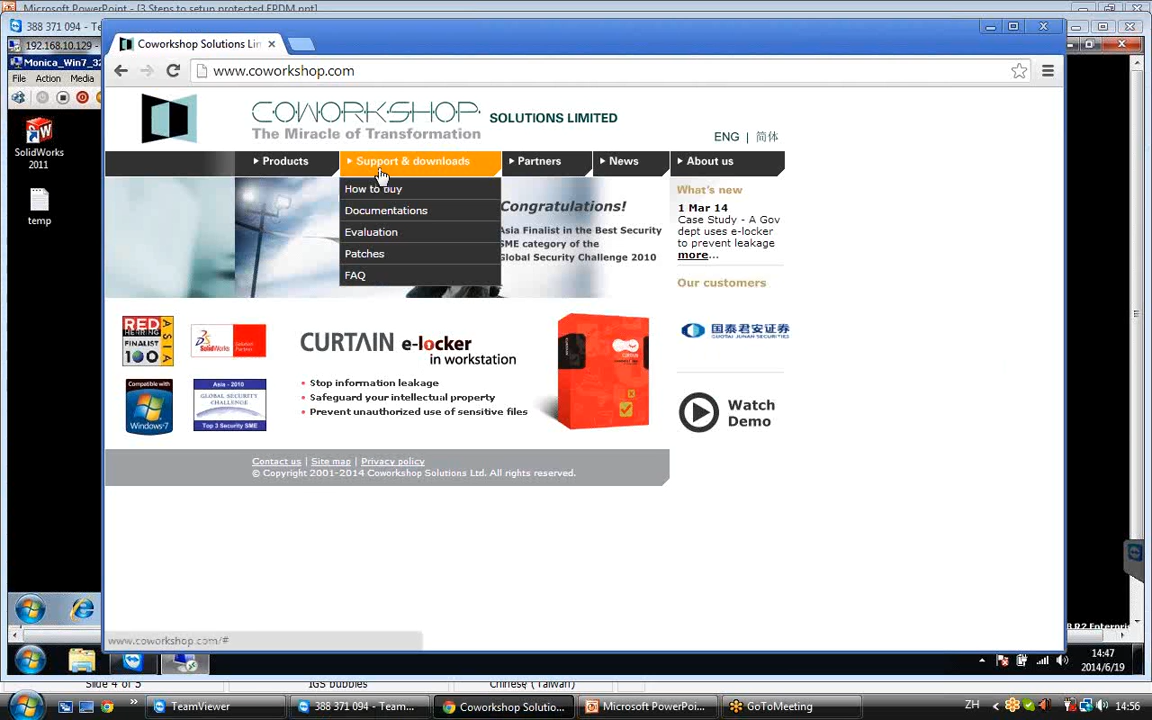 Microsoft PowerPoint - [3 Steps to setup protected EPDM.ppt]
388 371 094 - Te
192.168.10.129 -
Monica_Win7_32
File Action Media
SolidWorks
2011
temp
Coworkshop Solutions Lin
www.coworkshop.com
COWORKSHOP SOLUTIONS LIMITED
The Miracle of Transformation
ENG | 简体
Products
Support & downloads
Partners
News
About us
How to buy
Documentations
Evaluation
Patches
FAQ
Congratulations!
Asia Finalist in the Best Security
SME category of the
Global Security Challenge 2010
What's new
1 Mar 14
Case Study - A Gov
dept uses e-locker
to prevent leakage
more...
Our customers
国泰君安证券
GUOTAI JUNAN SECURITIES
RED
HERRING
FINALIST
100
ASIA
SolidWorks
Solution
Partner
Compatible with
Windows 7
Asia - 2010
GLOBAL SECURITY
CHALLENGE
Top 3 Security SME
CURTAIN e-locker
in workstation
Stop information leakage
Safeguard your intellectual property
Prevent unauthorized use of sensitive files
Watch
Demo
Contact us | Site map | Privacy policy
© Copyright 2001-2014 Coworkshop Solutions Ltd. All rights reserved.
www.coworkshop.com/#
8 R2 Enterpri
14:47
2014/6/19
Slide 4 of 5
IGS Bubbles
Chinese (Taiwan)
TeamViewer
388 371 094 - Team...
Coworkshop Solutio...
Microsoft PowerPoi...
GoToMeeting
ZH
14:56